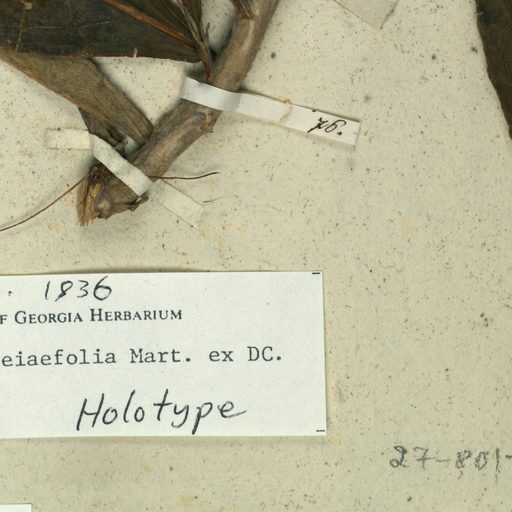 76.
. 1836
F GEORGIA HERBARIUM
eiaefolia Mart. ex DC.
Holotype
27-801-